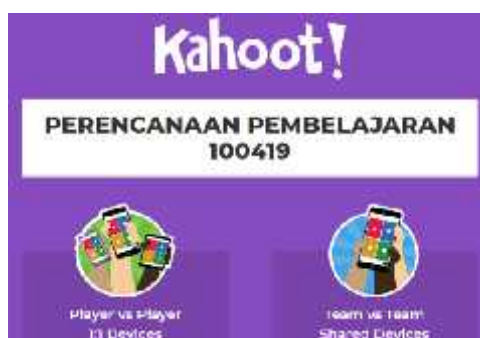 Kahoot!
PERENCANAAN PEMBELAJARAN
100419
Player vs Player
Team vs Team
1:1 Devices
Shared Devices